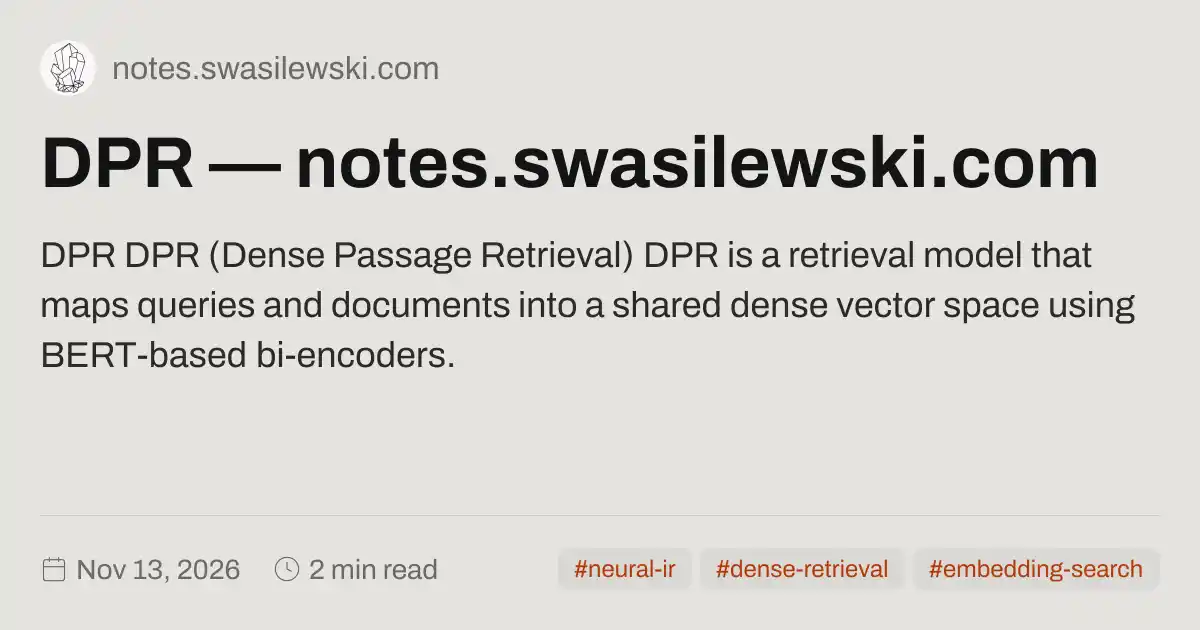 notes.swasilewski.com
DPR — notes.swasilewski.com
DPR DPR (Dense Passage Retrieval) DPR is a retrieval model that
maps queries and documents into a shared dense vector space using
BERT-based bi-encoders.
Nov 13, 2026 2 min read #neural-ir #dense-retrieval #embedding-search